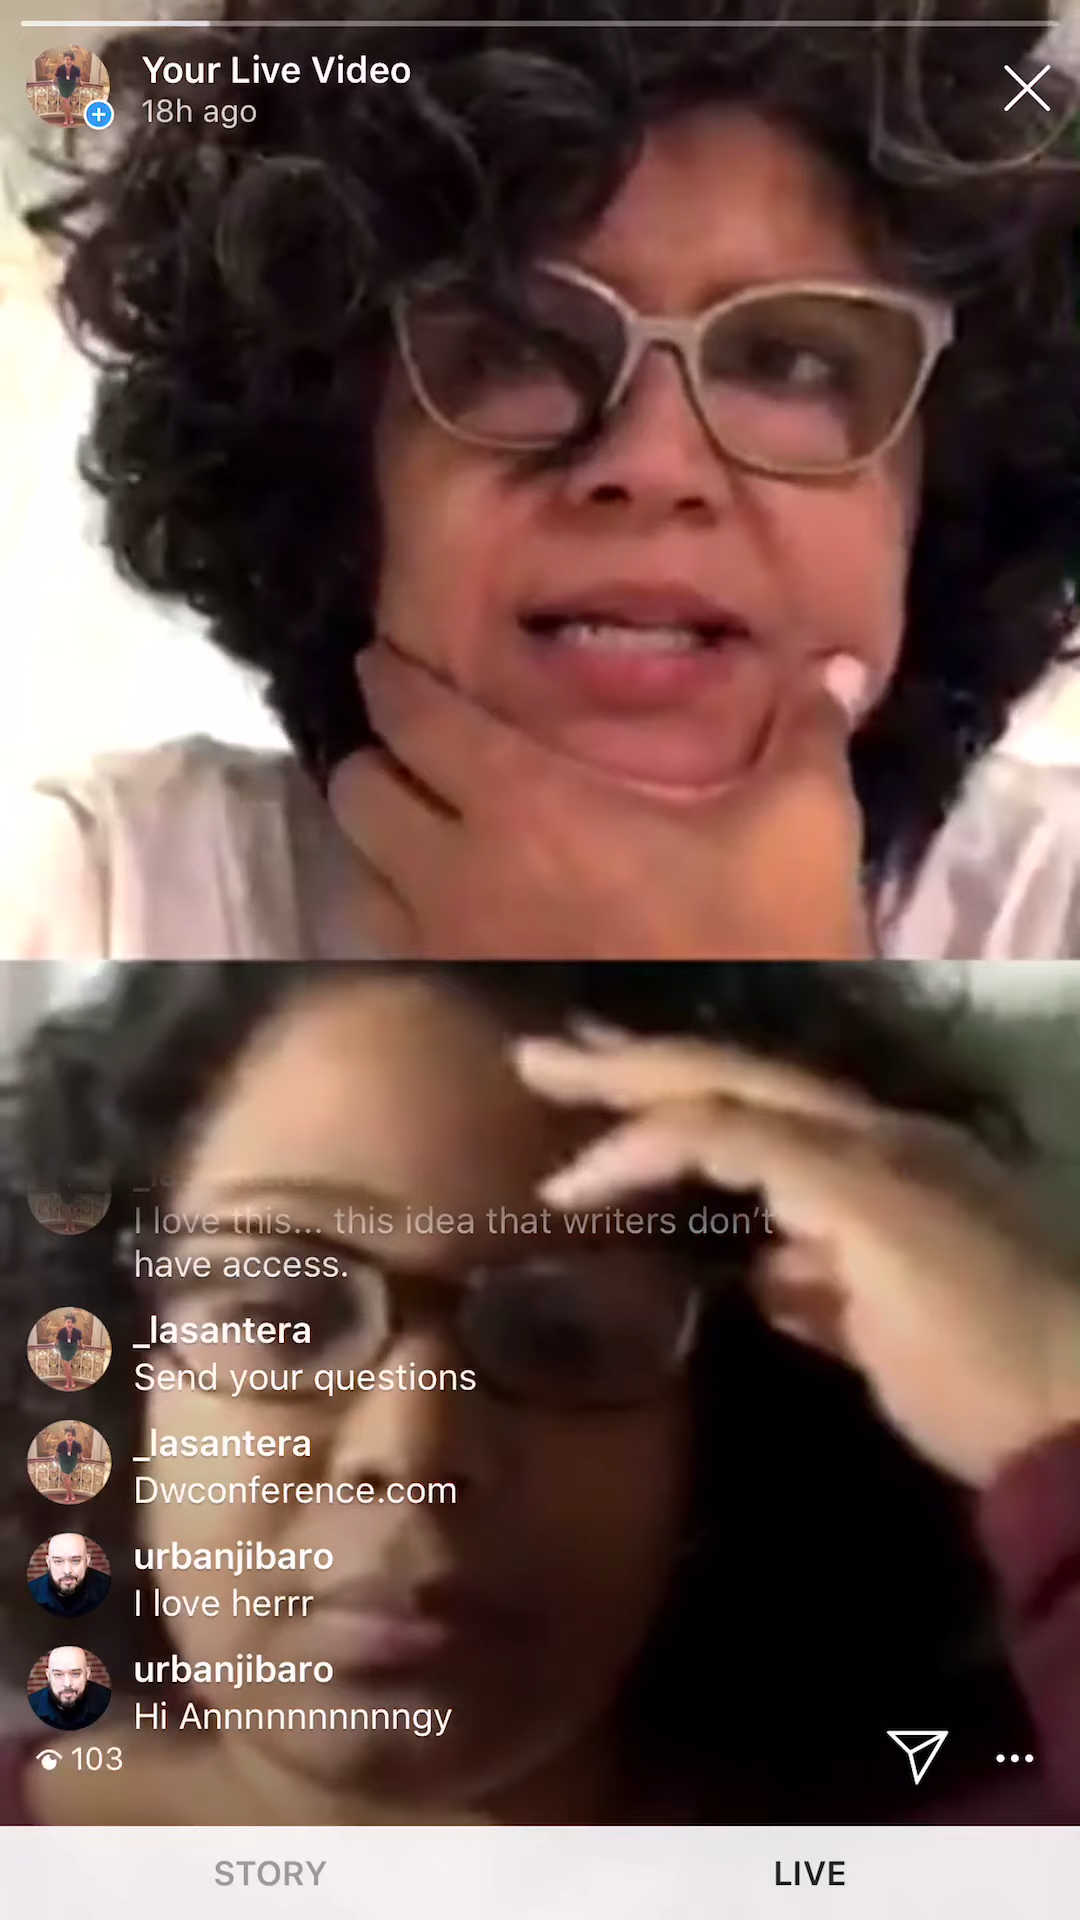 Your Live Video
18h ago
I love this... this idea that writers don't
have access.
_lasantera
Send your questions
_lasantera
Dwconference.com
urbanjibaro
I love herrr
urbanjibaro
Hi Annnnnnnnnngy
103
STORY
LIVE